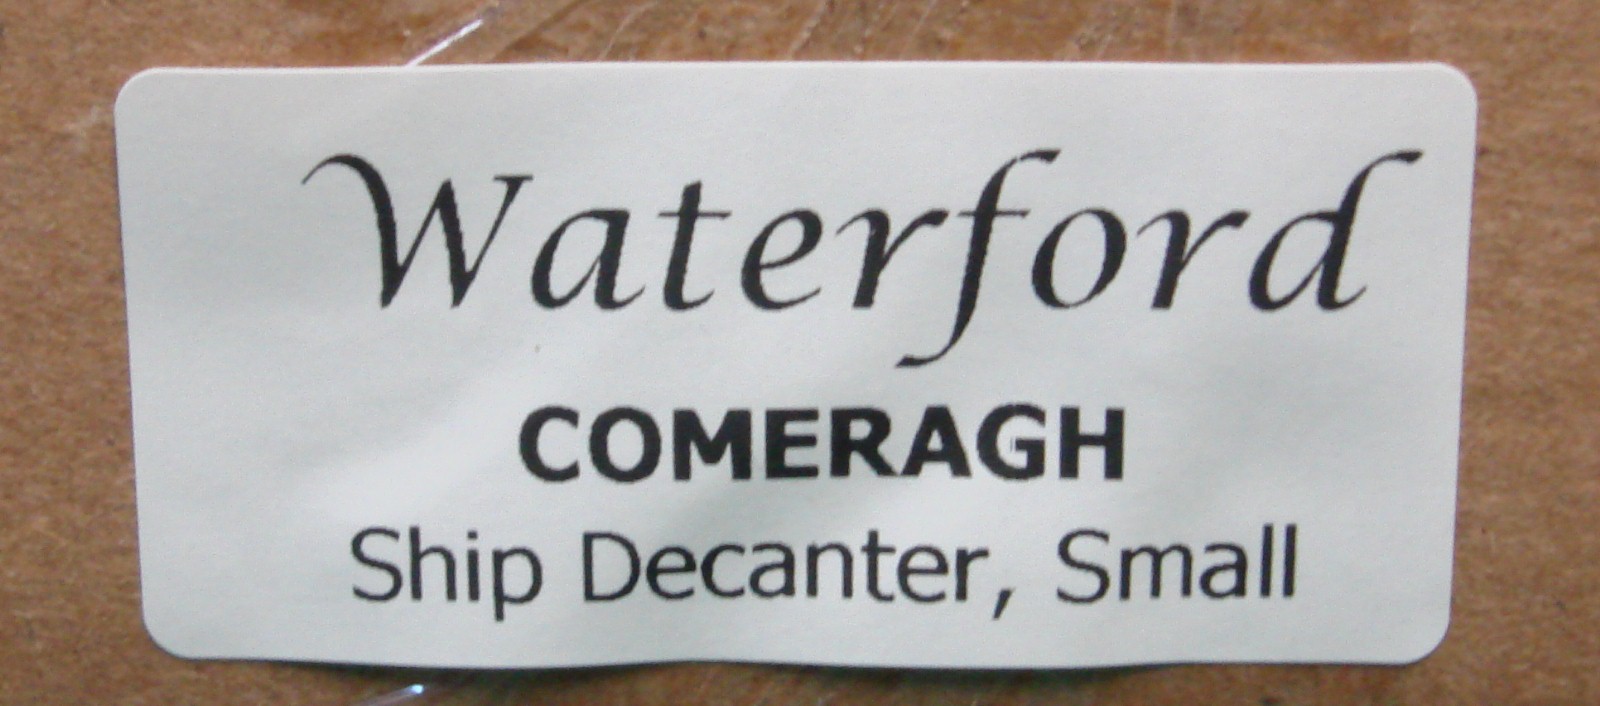 Waterford
COMERAGH
Ship Decanter, Small